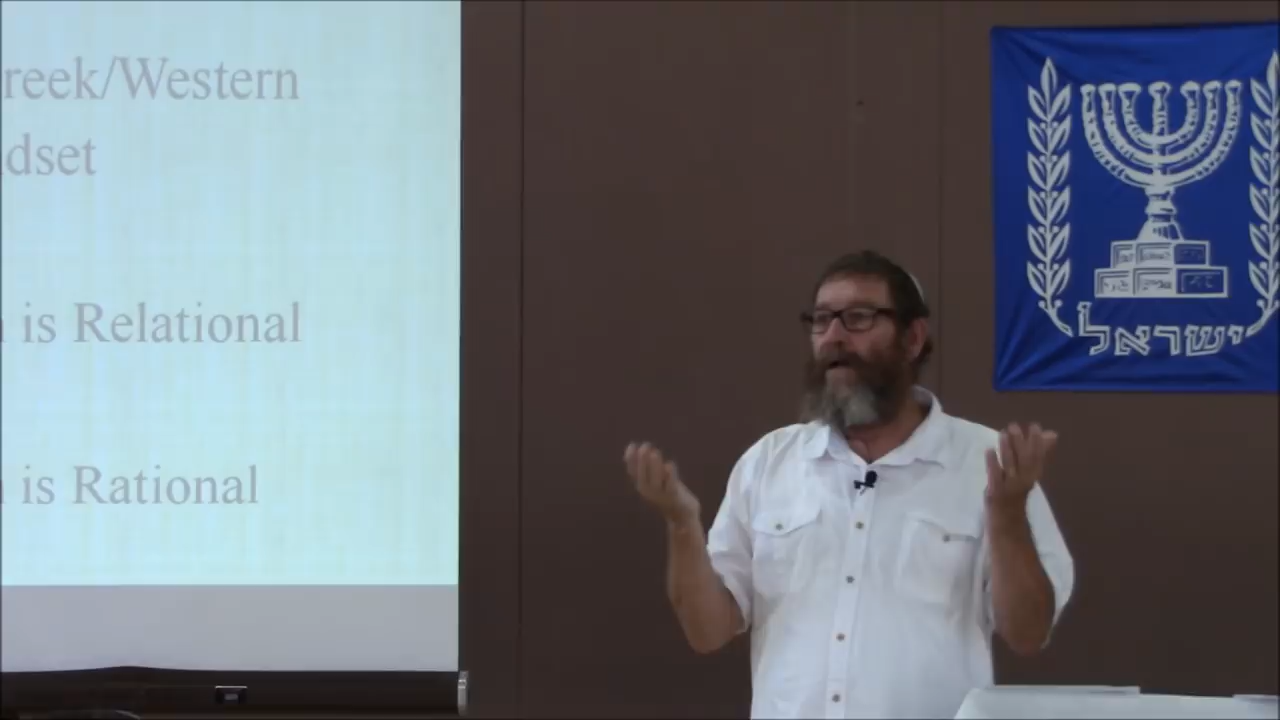 reek/Western
dset
is Relational
is Rational
ישראל